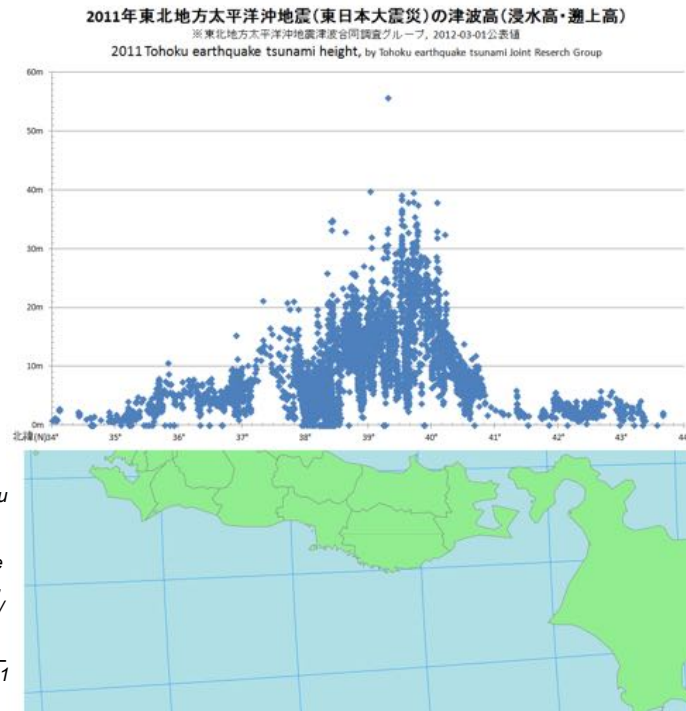 2011年東北地方太平洋沖地震(東日本大震災)の津波高(浸水高・遡上高)
※東北地方太平洋沖地震津波合同調査グループ, 2012-03-01公表値
2011 Tohoku earthquake tsunami height, by Tohoku earthquake tsunami Joint Reserch Group
60m
50m
40m
30m
20m
10m
0m
北緯(N)34° 35° 36° 37° 38° 39° 40° 41° 42° 43° 44
u
e
/
1